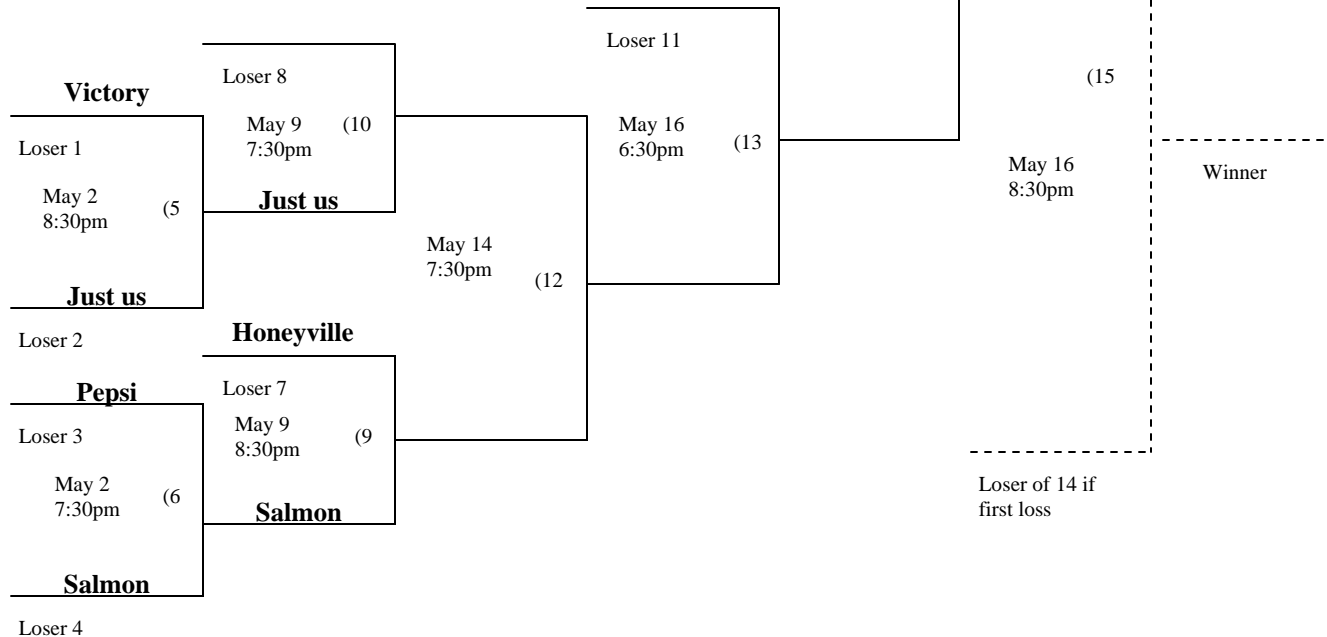 Loser 11
Loser 8
(15
Victory
May 9 (10
7:30pm
May 16
6:30pm (13
Loser 1
May 16
8:30pm
Winner
May 2
8:30pm (5
Just us
May 14
7:30pm
(12
Just us
Loser 2
Honeyville
Pepsi
Loser 7
Loser 3
May 9
8:30pm (9
May 2
7:30pm (6
Loser of 14 if
first loss
Salmon
Salmon
Loser 4